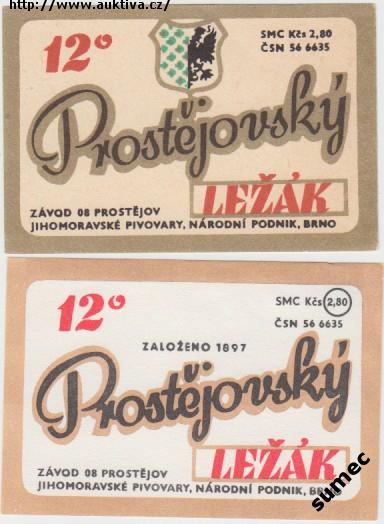 http://www.auktiva.cz/
12°
SMC Kčs 2,80
ČSN 56 6635
Prostějovský
LEŽÁK
ZÁVOD 08 PROSTĚJOV
JIHOMORAVSKÉ PIVOVARY, NÁRODNÍ PODNIK, BRNO
12°
SMC Kčs 2,80
ČSN 56 6635
ZALOŽENO 1897
Prostějovský
LEŽÁK
ZÁVOD 08 PROSTĚJOV
JIHOMORAVSKÉ PIVOVARY, NÁRODNÍ PODNIK, BRNO
sumec